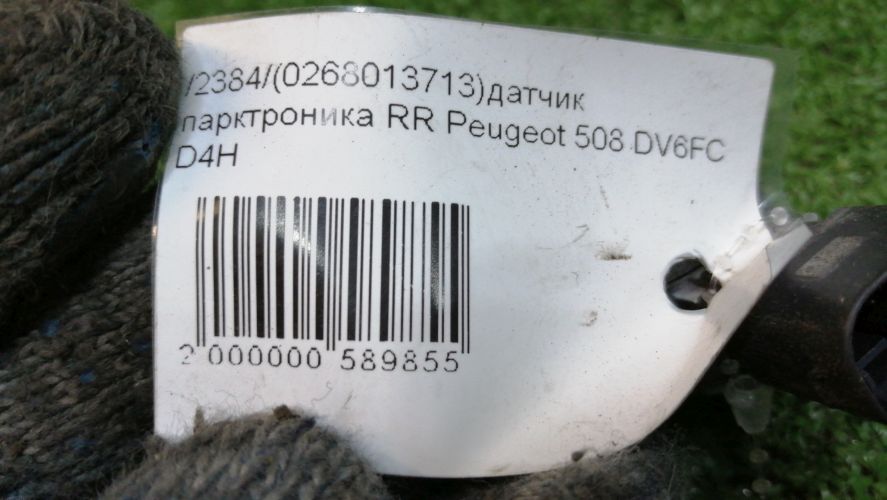 /2384/(0268013713)датчик
парктроника RR Peugeot 508 DV6FC
D4H
2 000000 589855